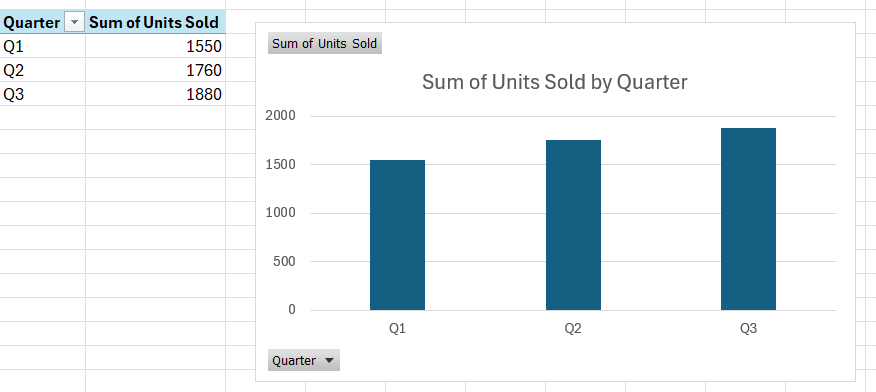 Quarter Sum of Units Sold
Q1 1550
Q2 1760
Q3 1880
Sum of Units Sold
Sum of Units Sold by Quarter
2000
1500
1000
500
0
Q1 Q2 Q3
Quarter